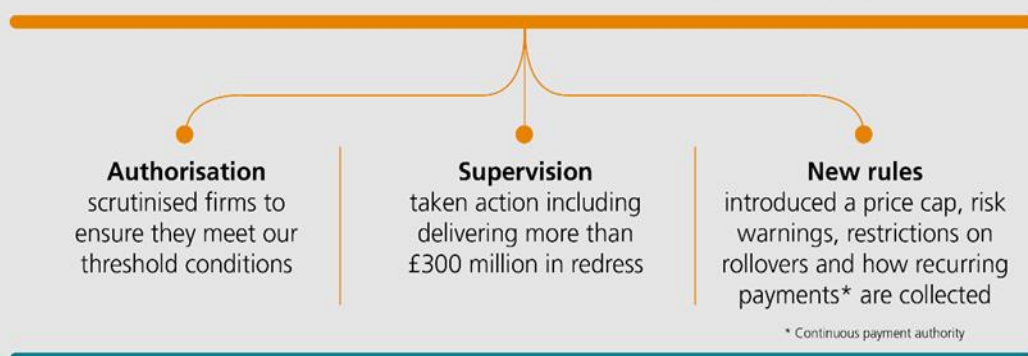 Authorisation
scrutinised firms to
ensure they meet our
threshold conditions
Supervision
taken action including
delivering more than
£300 million in redress
New rules
introduced a price cap, risk
warnings, restrictions on
rollovers and how recurring
payments* are collected
* Continuous payment authority